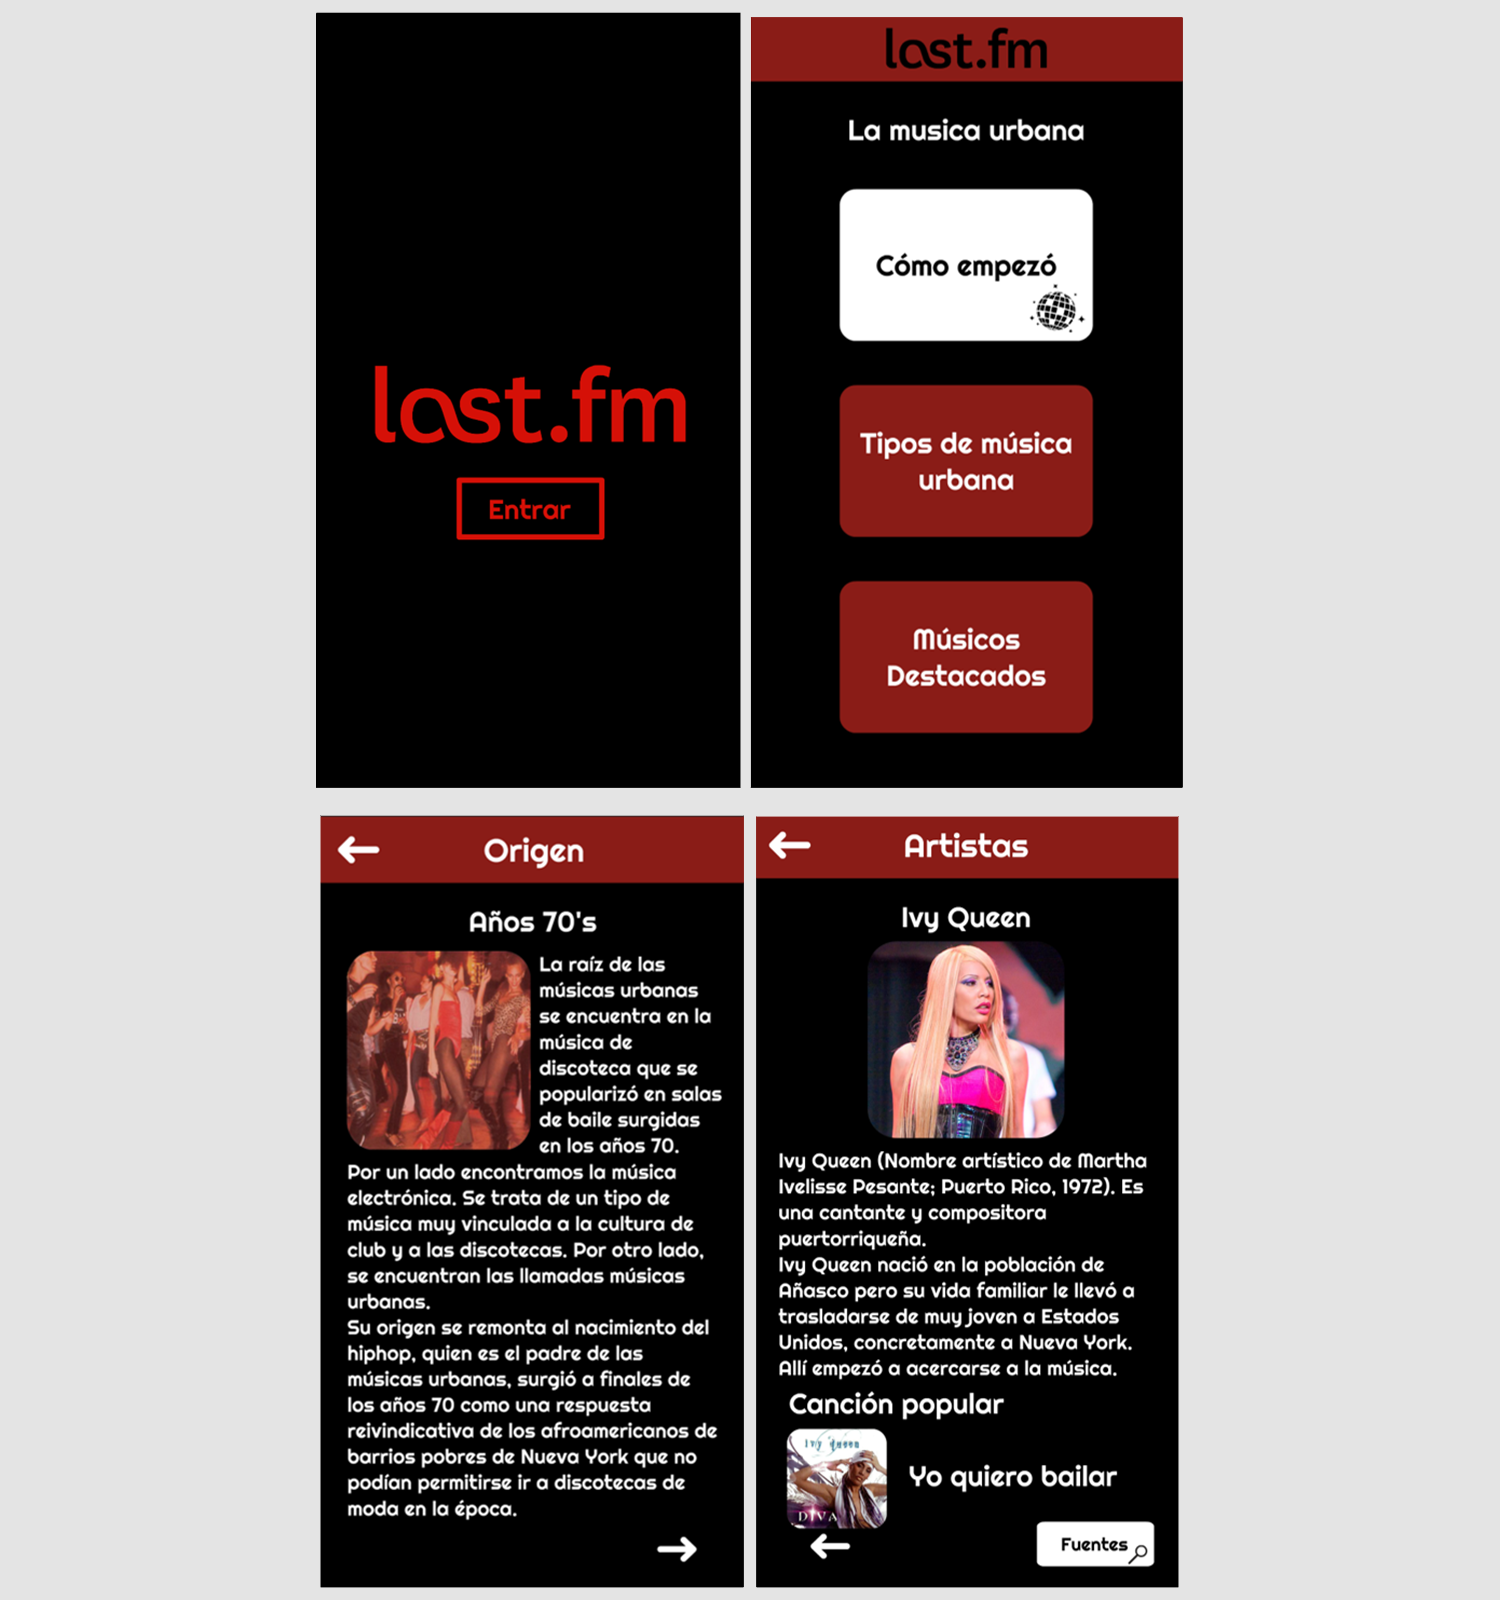 last.fm
Entrar
last.fm
La musica urbana
Cómo empezó
Tipos de música
urbana
Músicos
Destacados
Origen
Años 70's
La raíz de las
músicas urbanas
se encuentra en la
música de
discoteca que se
popularizó en salas
de baile surgidas
en los años 70.
Por un lado encontramos la música
electrónica. Se trata de un tipo de
música muy vinculada a la cultura de
club y a las discotecas. Por otro lado,
se encuentran las llamadas músicas
urbanas.
Su origen se remonta al nacimiento del
hiphop, quien es el padre de las
músicas urbanas, surgió a finales de
los años 70 como una respuesta
reivindicativa de los afroamericanos de
barrios pobres de Nueva York que no
podían permitirse ir a discotecas de
moda en la época.
Artistas
Ivy Queen
Ivy Queen (Nombre artístico de Martha
Ivelisse Pesante; Puerto Rico, 1972). Es
una cantante y compositora
puertorriqueña.
Ivy Queen nació en la población de
Añasco pero su vida familiar le llevó a
trasladarse de muy joven a Estados
Unidos, concretamente a Nueva York.
Allí empezó a acercarse a la música.
Canción popular
Ivy Queen
DIVA
Yo quiero bailar
Fuentes